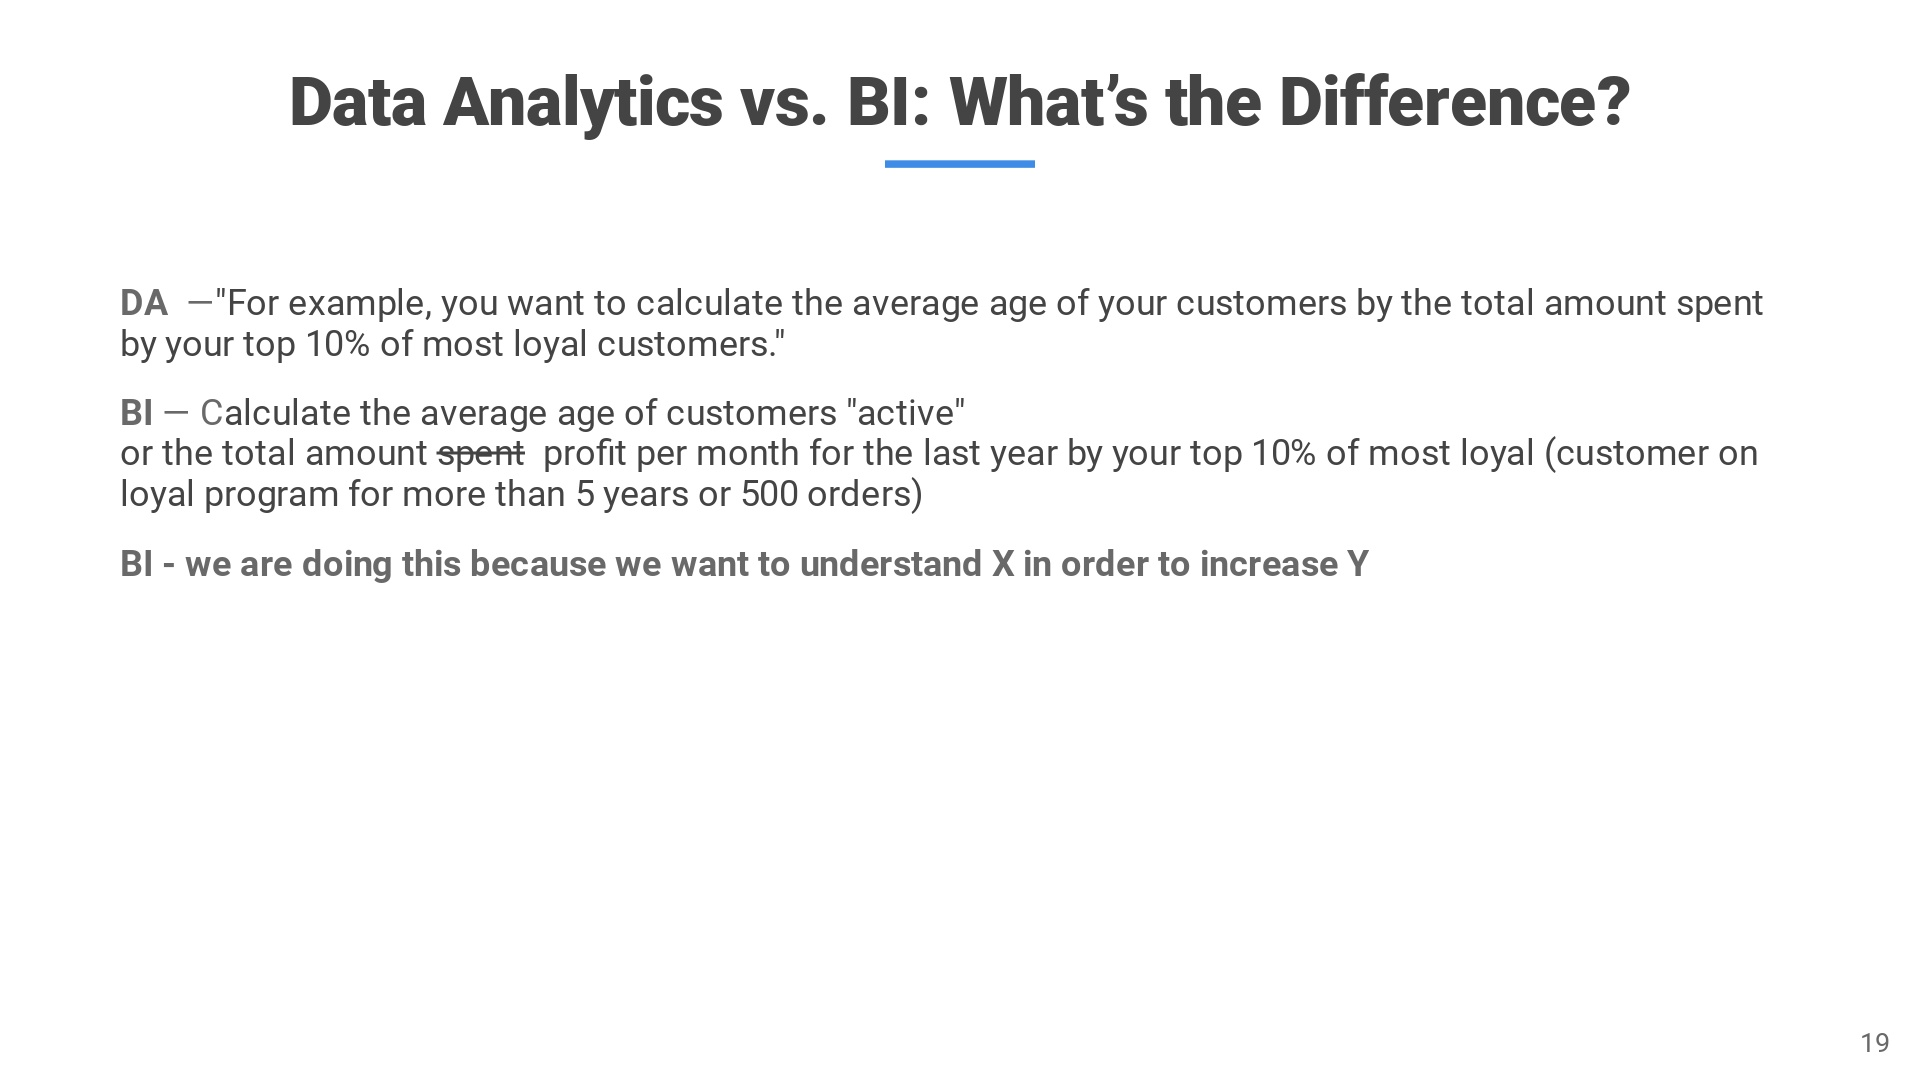 Data Analytics vs. BI: What’s the Difference?
DA  —"For example, you want to calculate the average age of your customers by the total amount spent
by your top 10% of most loyal customers."
BI — Calculate the average age of customers "active"
or the total amount spent  profit per month for the last year by your top 10% of most loyal (customer on
loyal program for more than 5 years or 500 orders)
BI - we are doing this because we want to understand X in order to increase Y
19